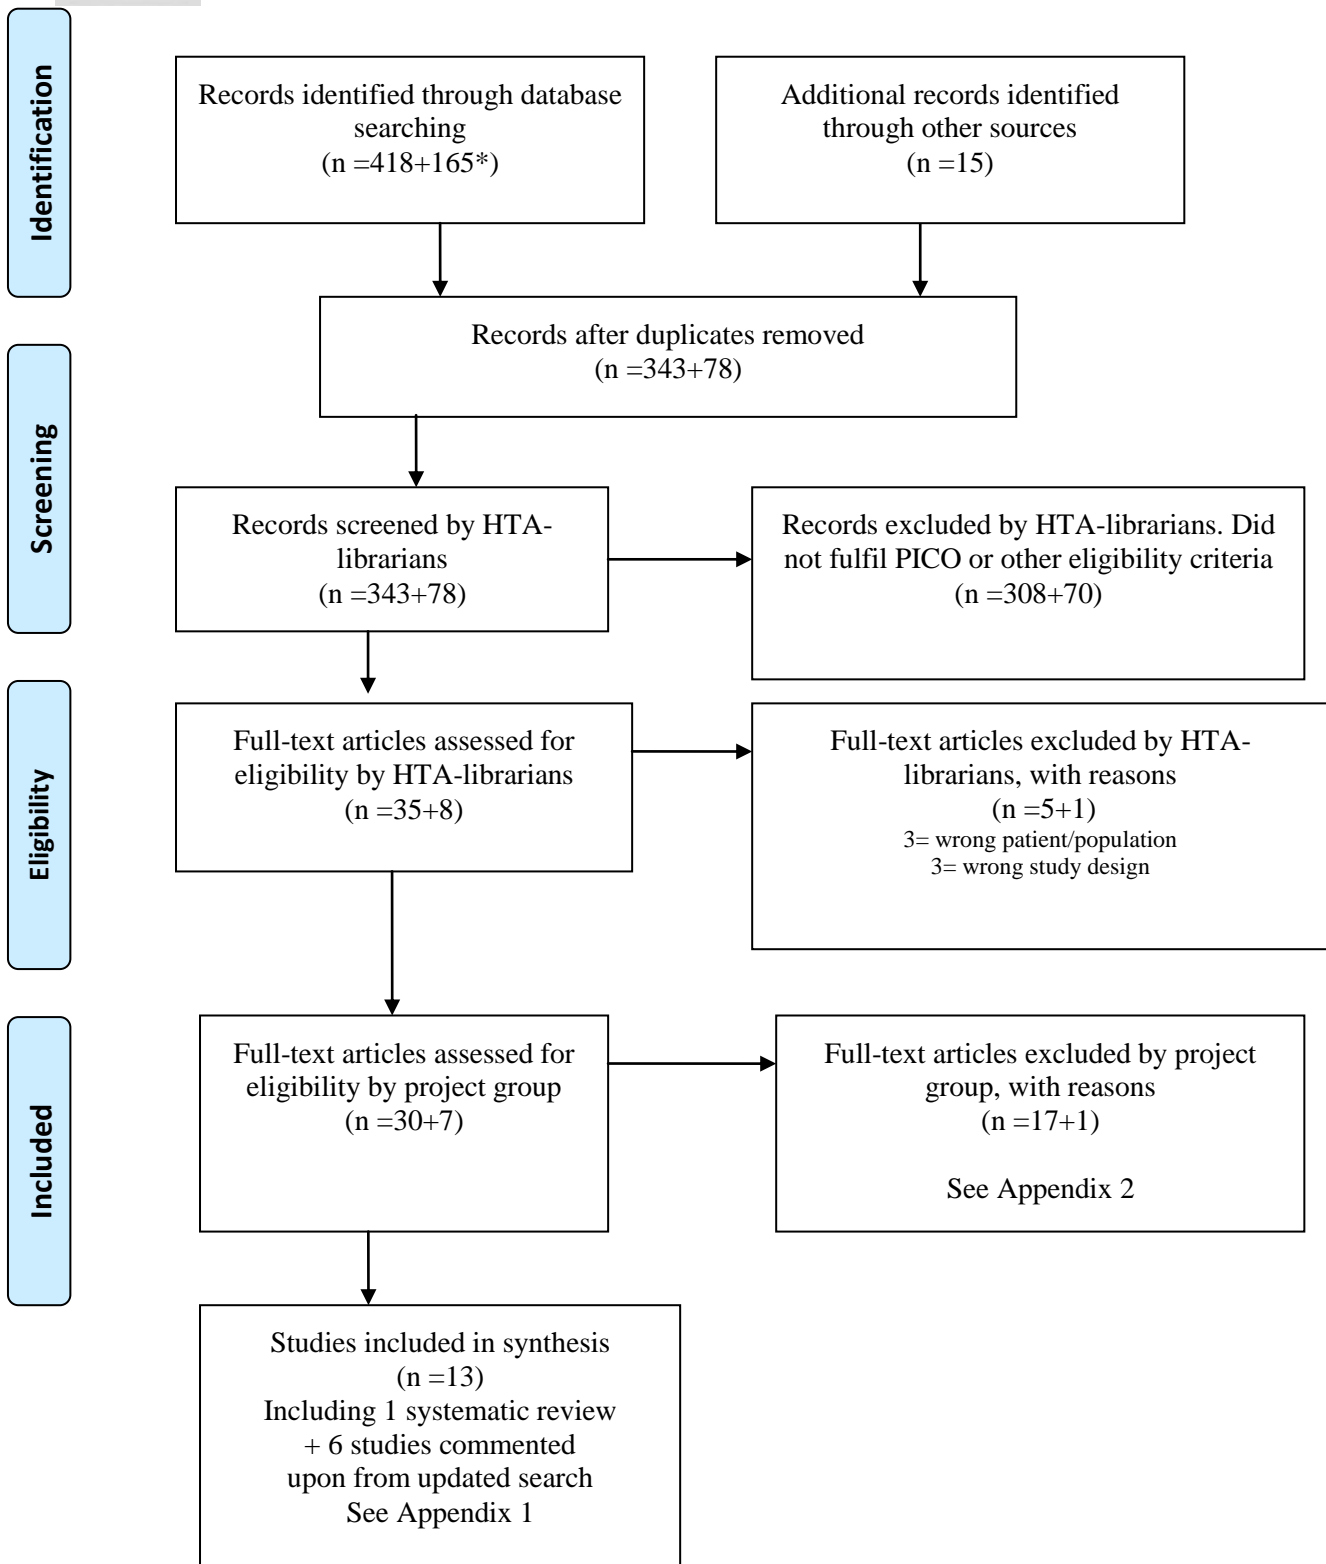 Identification
Records identified through database
searching
(n =418+165*)
Additional records identified
through other sources
(n =15)
Records after duplicates removed
(n =343+78)
Screening
Records screened by HTA-
librarians
(n =343+78)
Records excluded by HTA-librarians. Did
not fulfil PICO or other eligibility criteria
(n =308+70)
Eligibility
Full-text articles assessed for
eligibility by HTA-librarians
(n =35+8)
Full-text articles excluded by HTA-
librarians, with reasons
(n =5+1)
3= wrong patient/population
3= wrong study design
Included
Full-text articles assessed for
eligibility by project group
(n =30+7)
Full-text articles excluded by project
group, with reasons
(n =17+1)
See Appendix 2
Studies included in synthesis
(n =13)
Including 1 systematic review
+ 6 studies commented
upon from updated search
See Appendix 1